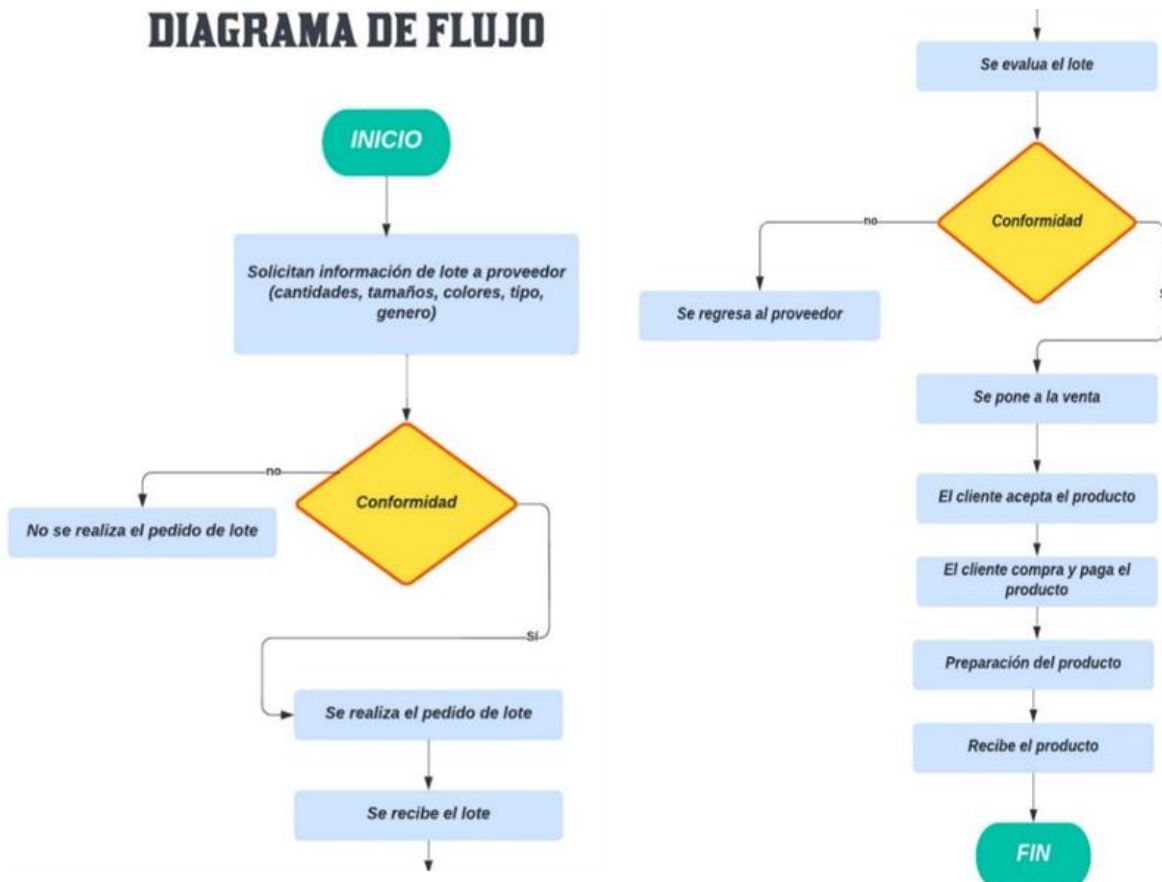 DIAGRAMA DE FLUJO
INICIO
Solicitan información de lote a proveedor
(cantidades, tamaños, colores, tipo,
genero)
Conformidad
no
No se realiza el pedido de lote
Sí
Se realiza el pedido de lote
Se recibe el lote
Se evalua el lote
Conformidad
no
Se regresa al proveedor
Se pone a la venta
El cliente acepta el producto
El cliente compra y paga el
producto
Preparación del producto
Recibe el producto
FIN